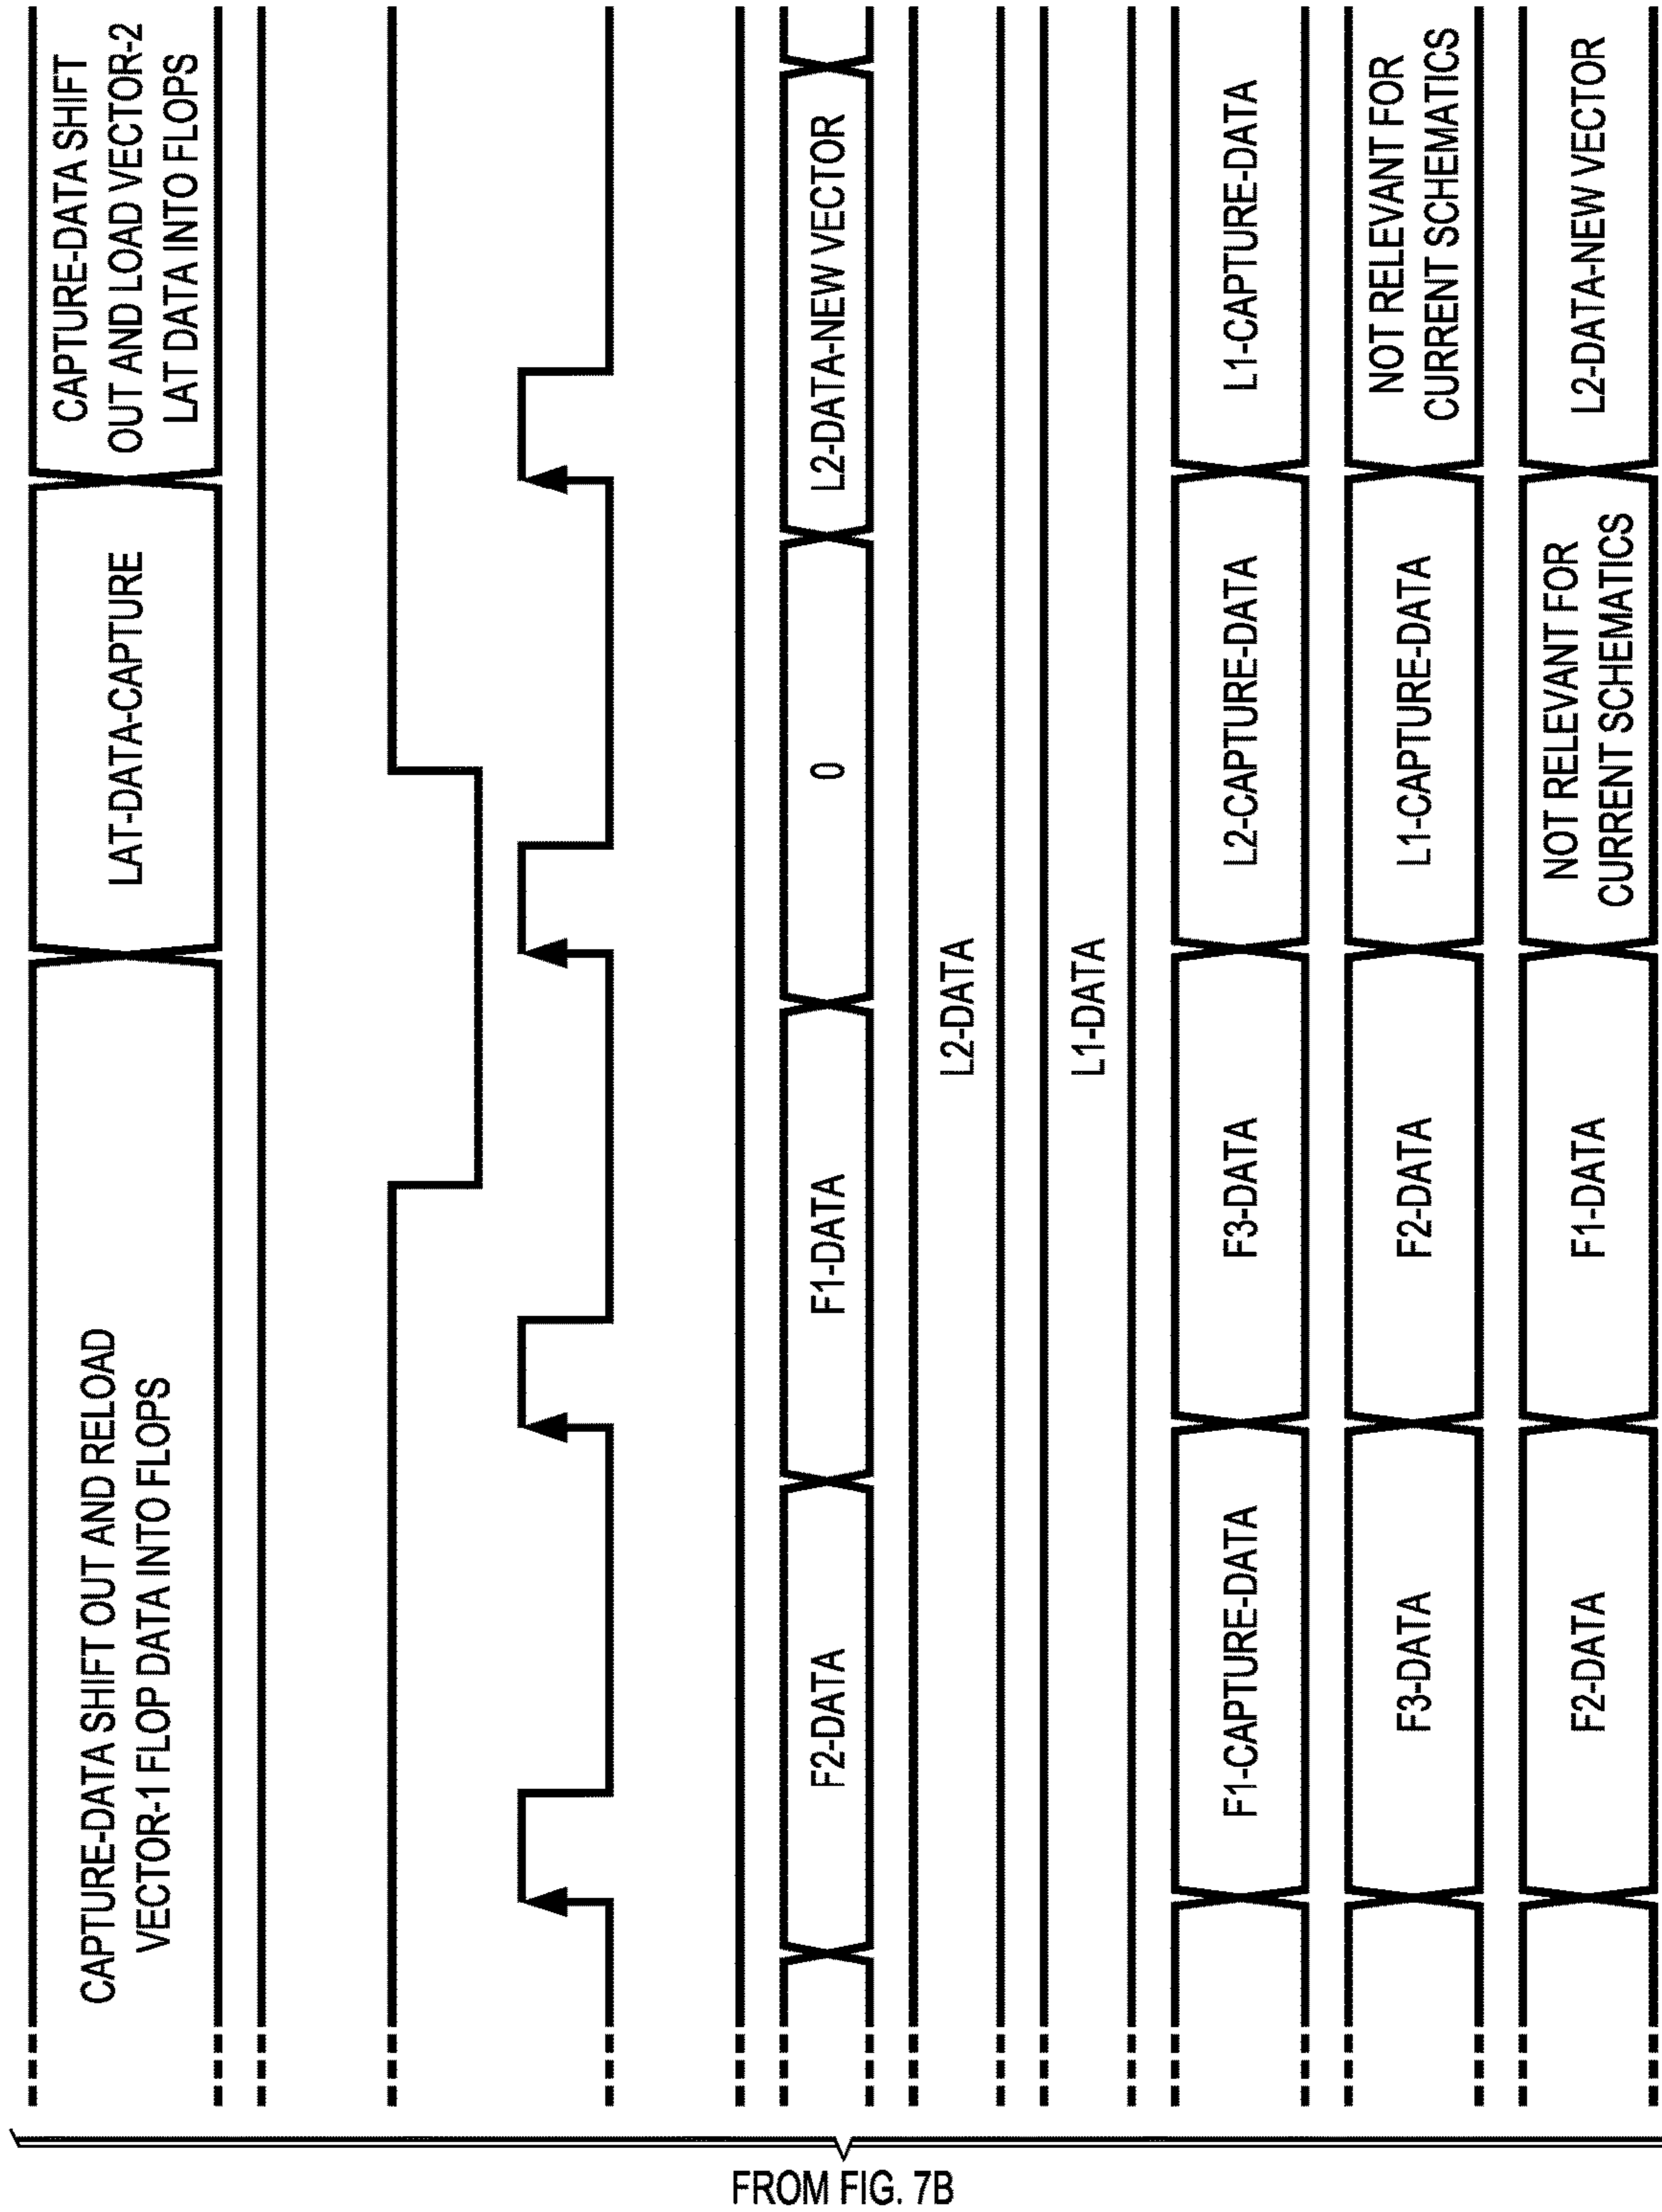 CAPTURE-DATA SHIFT OUT AND RELOAD
VECTOR-1 FLOP DATA INTO FLOPS
LAT-DATA-CAPTURE
CAPTURE-DATA SHIFT
OUT AND LOAD VECTOR-2
LAT DATA INTO FLOPS
F2-DATA
F1-DATA
0
L2-DATA-NEW VECTOR
L2-DATA
L1-DATA
F1-CAPTURE-DATA
F3-DATA
L2-CAPTURE-DATA
L1-CAPTURE-DATA
F3-DATA
F2-DATA
L1-CAPTURE-DATA
NOT RELEVANT FOR
CURRENT SCHEMATICS
F2-DATA
F1-DATA
NOT RELEVANT FOR
CURRENT SCHEMATICS
L2-DATA-NEW VECTOR
FROM FIG. 7B